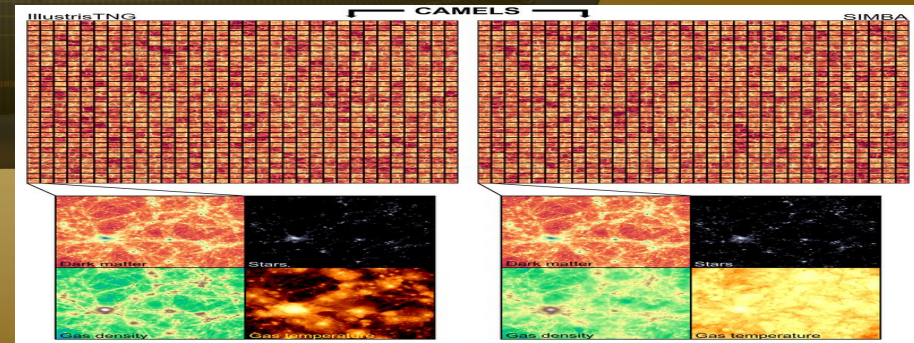 CAMELS
IllustrisTNG
SIMBA
Dark matter
Stars
Gas density
Gas temperature
Dark matter
Stars
Gas density
Gas temperature